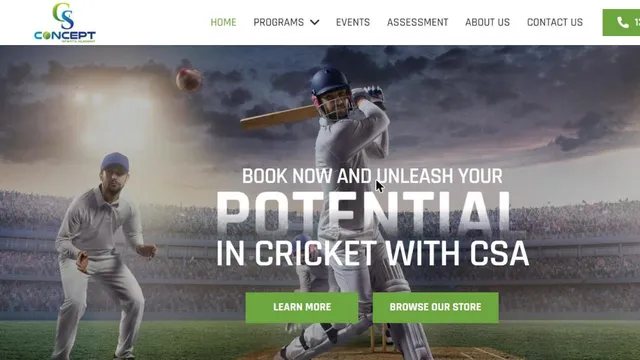 CS
CONCEPT
HOME
PROGRAMS
EVENTS
ASSESSMENT
ABOUT US
CONTACT US
BOOK NOW AND UNLEASH YOUR
POTENTIAL
IN CRICKET WITH CSA
LEARN MORE
BROWSE OUR STORE